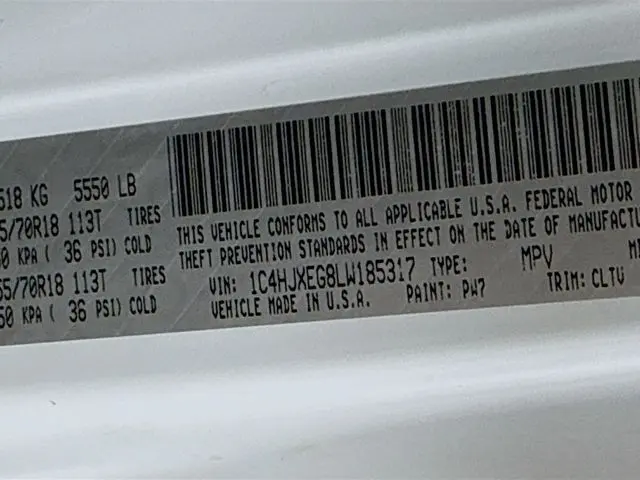 518 KG 5550 LB
5/70R18 113T TIRES
50 KPA ( 36 PSI) COLD
55/70R18 113T TIRES
50 KPA ( 36 PSI) COLD
THIS VEHICLE CONFORMS TO ALL APPLICABLE U.S.A. FEDERAL MOTOR
THEFT PREVENTION STANDARDS IN EFFECT ON THE DATE OF MANUFACTU
VIN: 1C4HJXEG8LW185317 TYPE: MPV
VEHICLE MADE IN U.S.A. PAINT: PW7 TRIM: CLTV